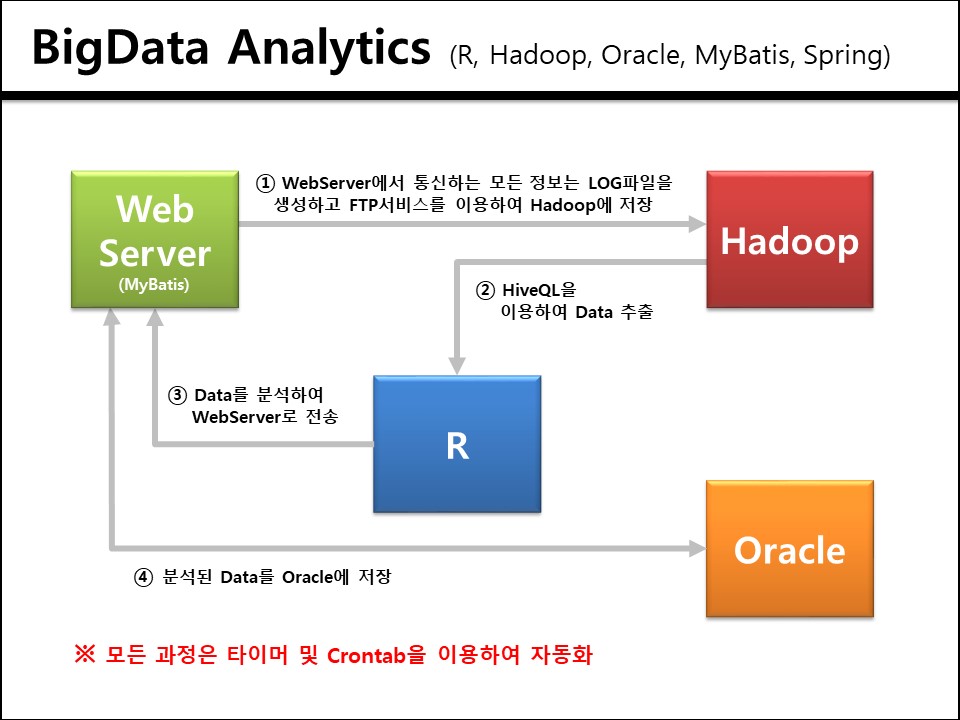 BigData Analytics (R, Hadoop, Oracle, MyBatis, Spring)
① WebServer에서 통신하는 모든 정보는 LOG파일을
생성하고 FTP서비스를 이용하여 Hadoop에 저장
Web
Server
(MyBatis)
Hadoop
② HiveQL을
이용하여 Data 추출
③ Data를 분석하여
WebServer로 전송
R
Oracle
④ 분석된 Data를 Oracle에 저장
※ 모든 과정은 타이머 및 Crontab을 이용하여 자동화